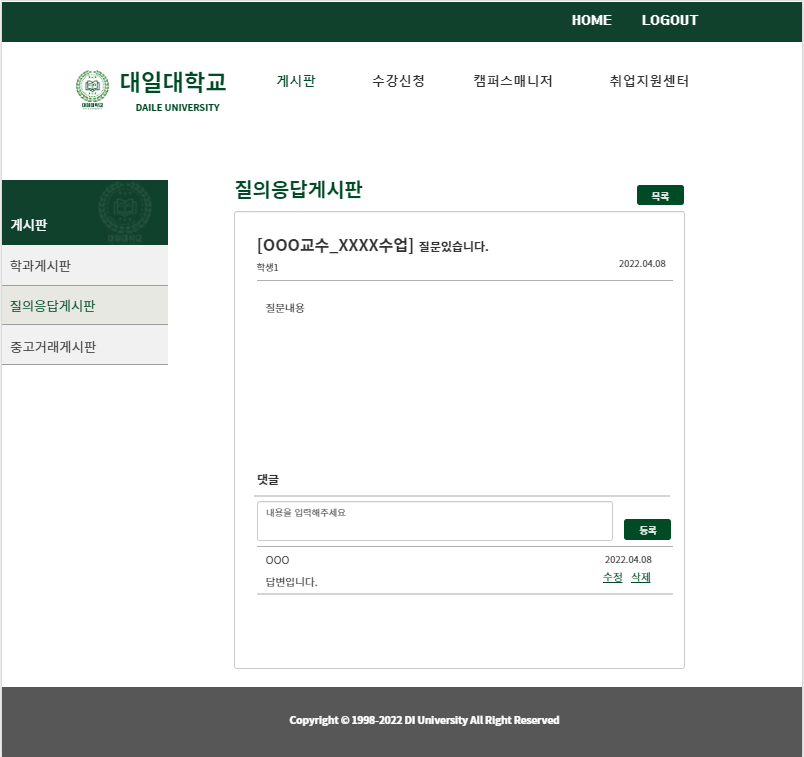 HOME LOGOUT
대일대학교
DAILE UNIVERSITY
대일대학교
게시판 수강신청 캠퍼스매니저 취업지원센터
게시판
학과게시판
질의응답게시판
중고거래게시판
질의응답게시판
목록
[OOO교수_XXXX수업] 질문있습니다.
학생1 2022.04.08
질문내용
댓글
내용을 입력해주세요
등록
OOO 2022.04.08
답변입니다. 수정 삭제
Copyright © 1998-2022 DI University All Right Reserved